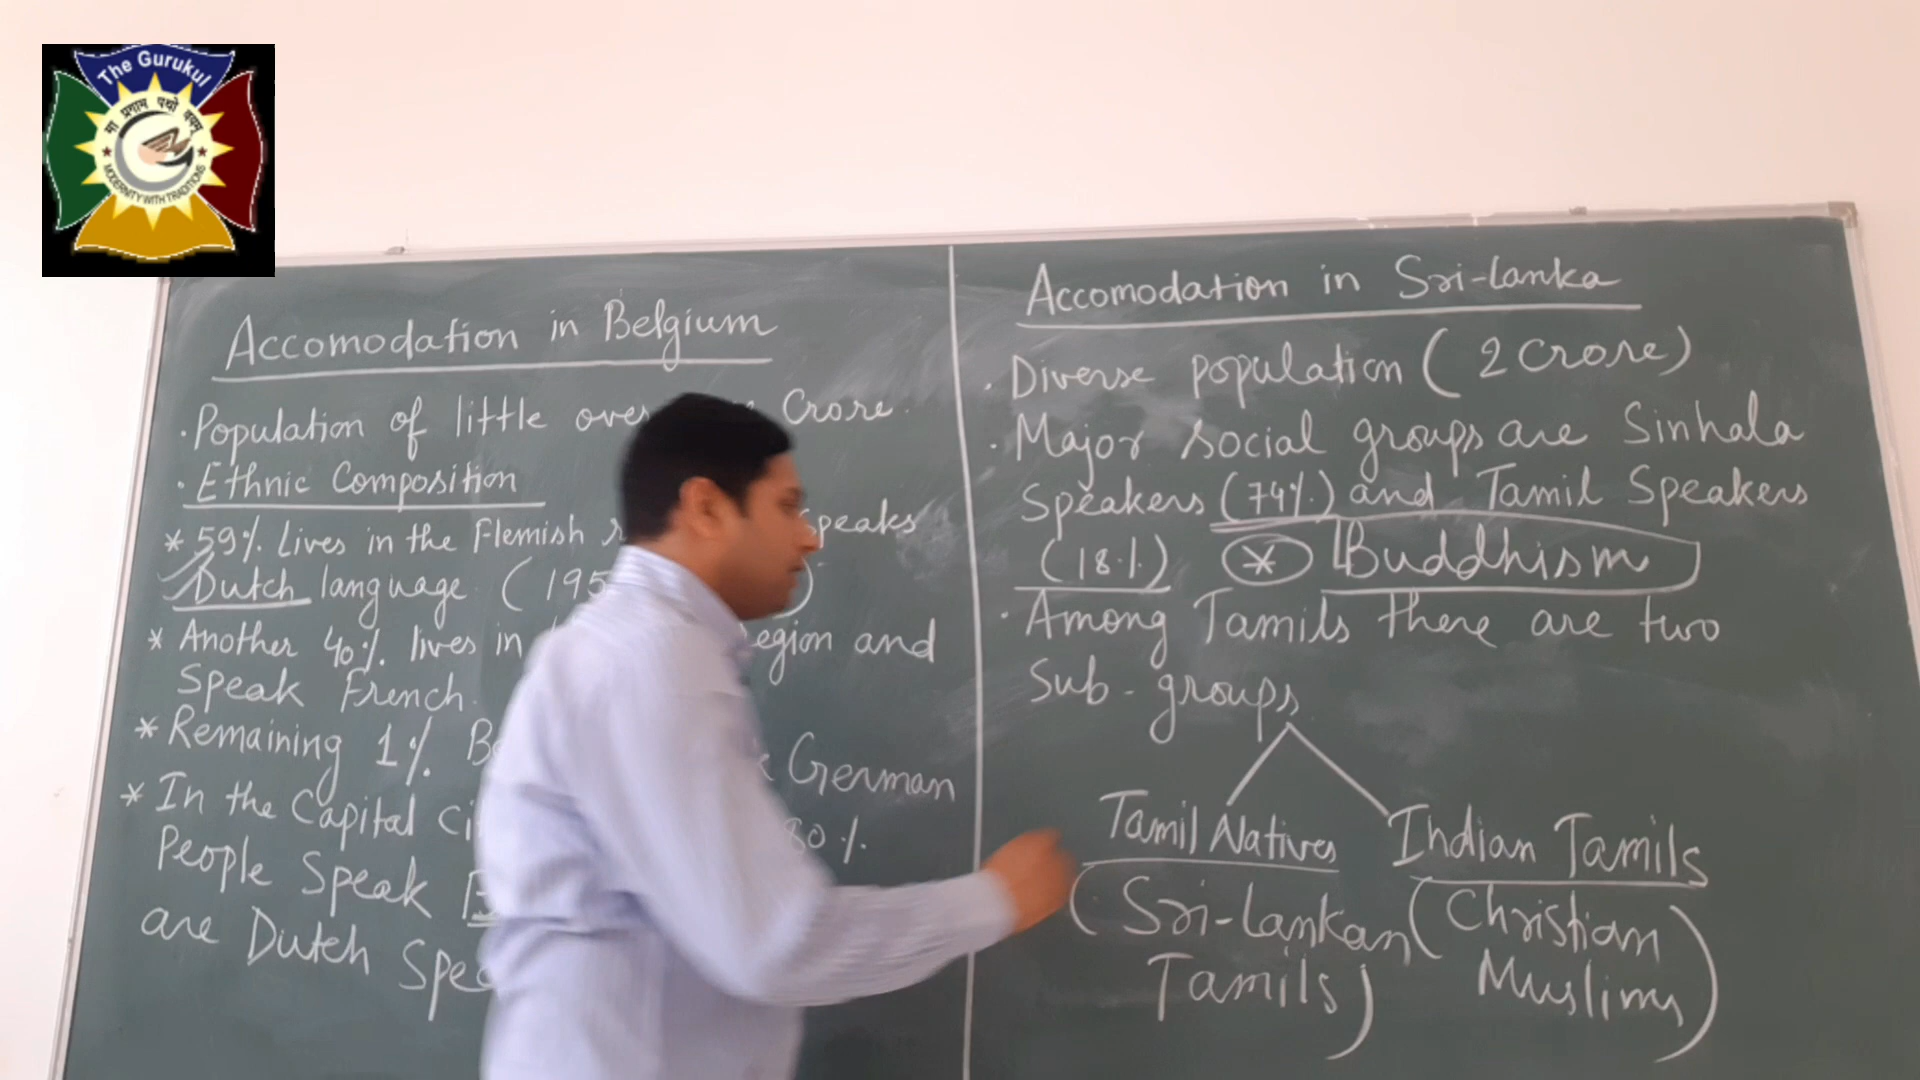 The Gurukul
मा प्रगाम पथो वयम्
MODERNITY WITH TRADITIONS
Accomodation in Belgium
. Population of little over Crore.
. Ethnic Composition
* 59%. Lives in the Flemish speaks
Dutch language. (195 )
* Another 40%. lives in region and
Speak French.
* Remaining 1%. German
* In the Capital 80%.
People Speak
are Dutch
Accomodation in Sri-Lanka
. Diverse population (2 Crore)
. Major social groups are Sinhala
Speakers (74%.) and Tamil Speakers
(18%.) * Buddhism
. Among Tamils there are two
Sub-groups
Tamil Natives
(Sri-Lankan
Tamils)
Indian Tamils
(Christian
Muslims)